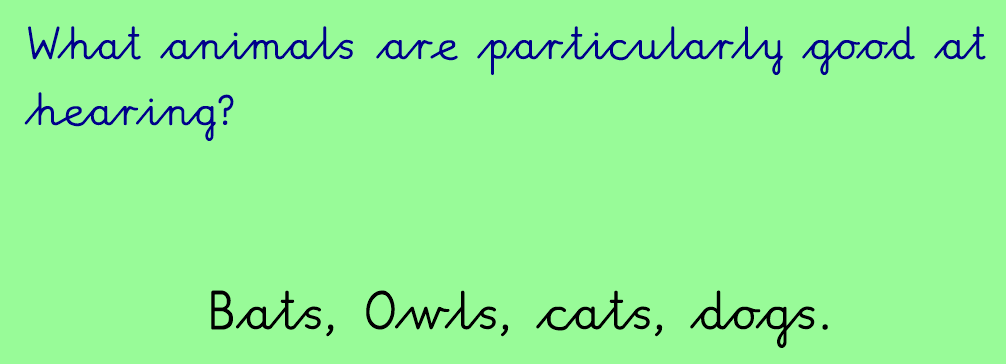 What animals are particularly good at
hearing?
Bats, Owls, cats, dogs.